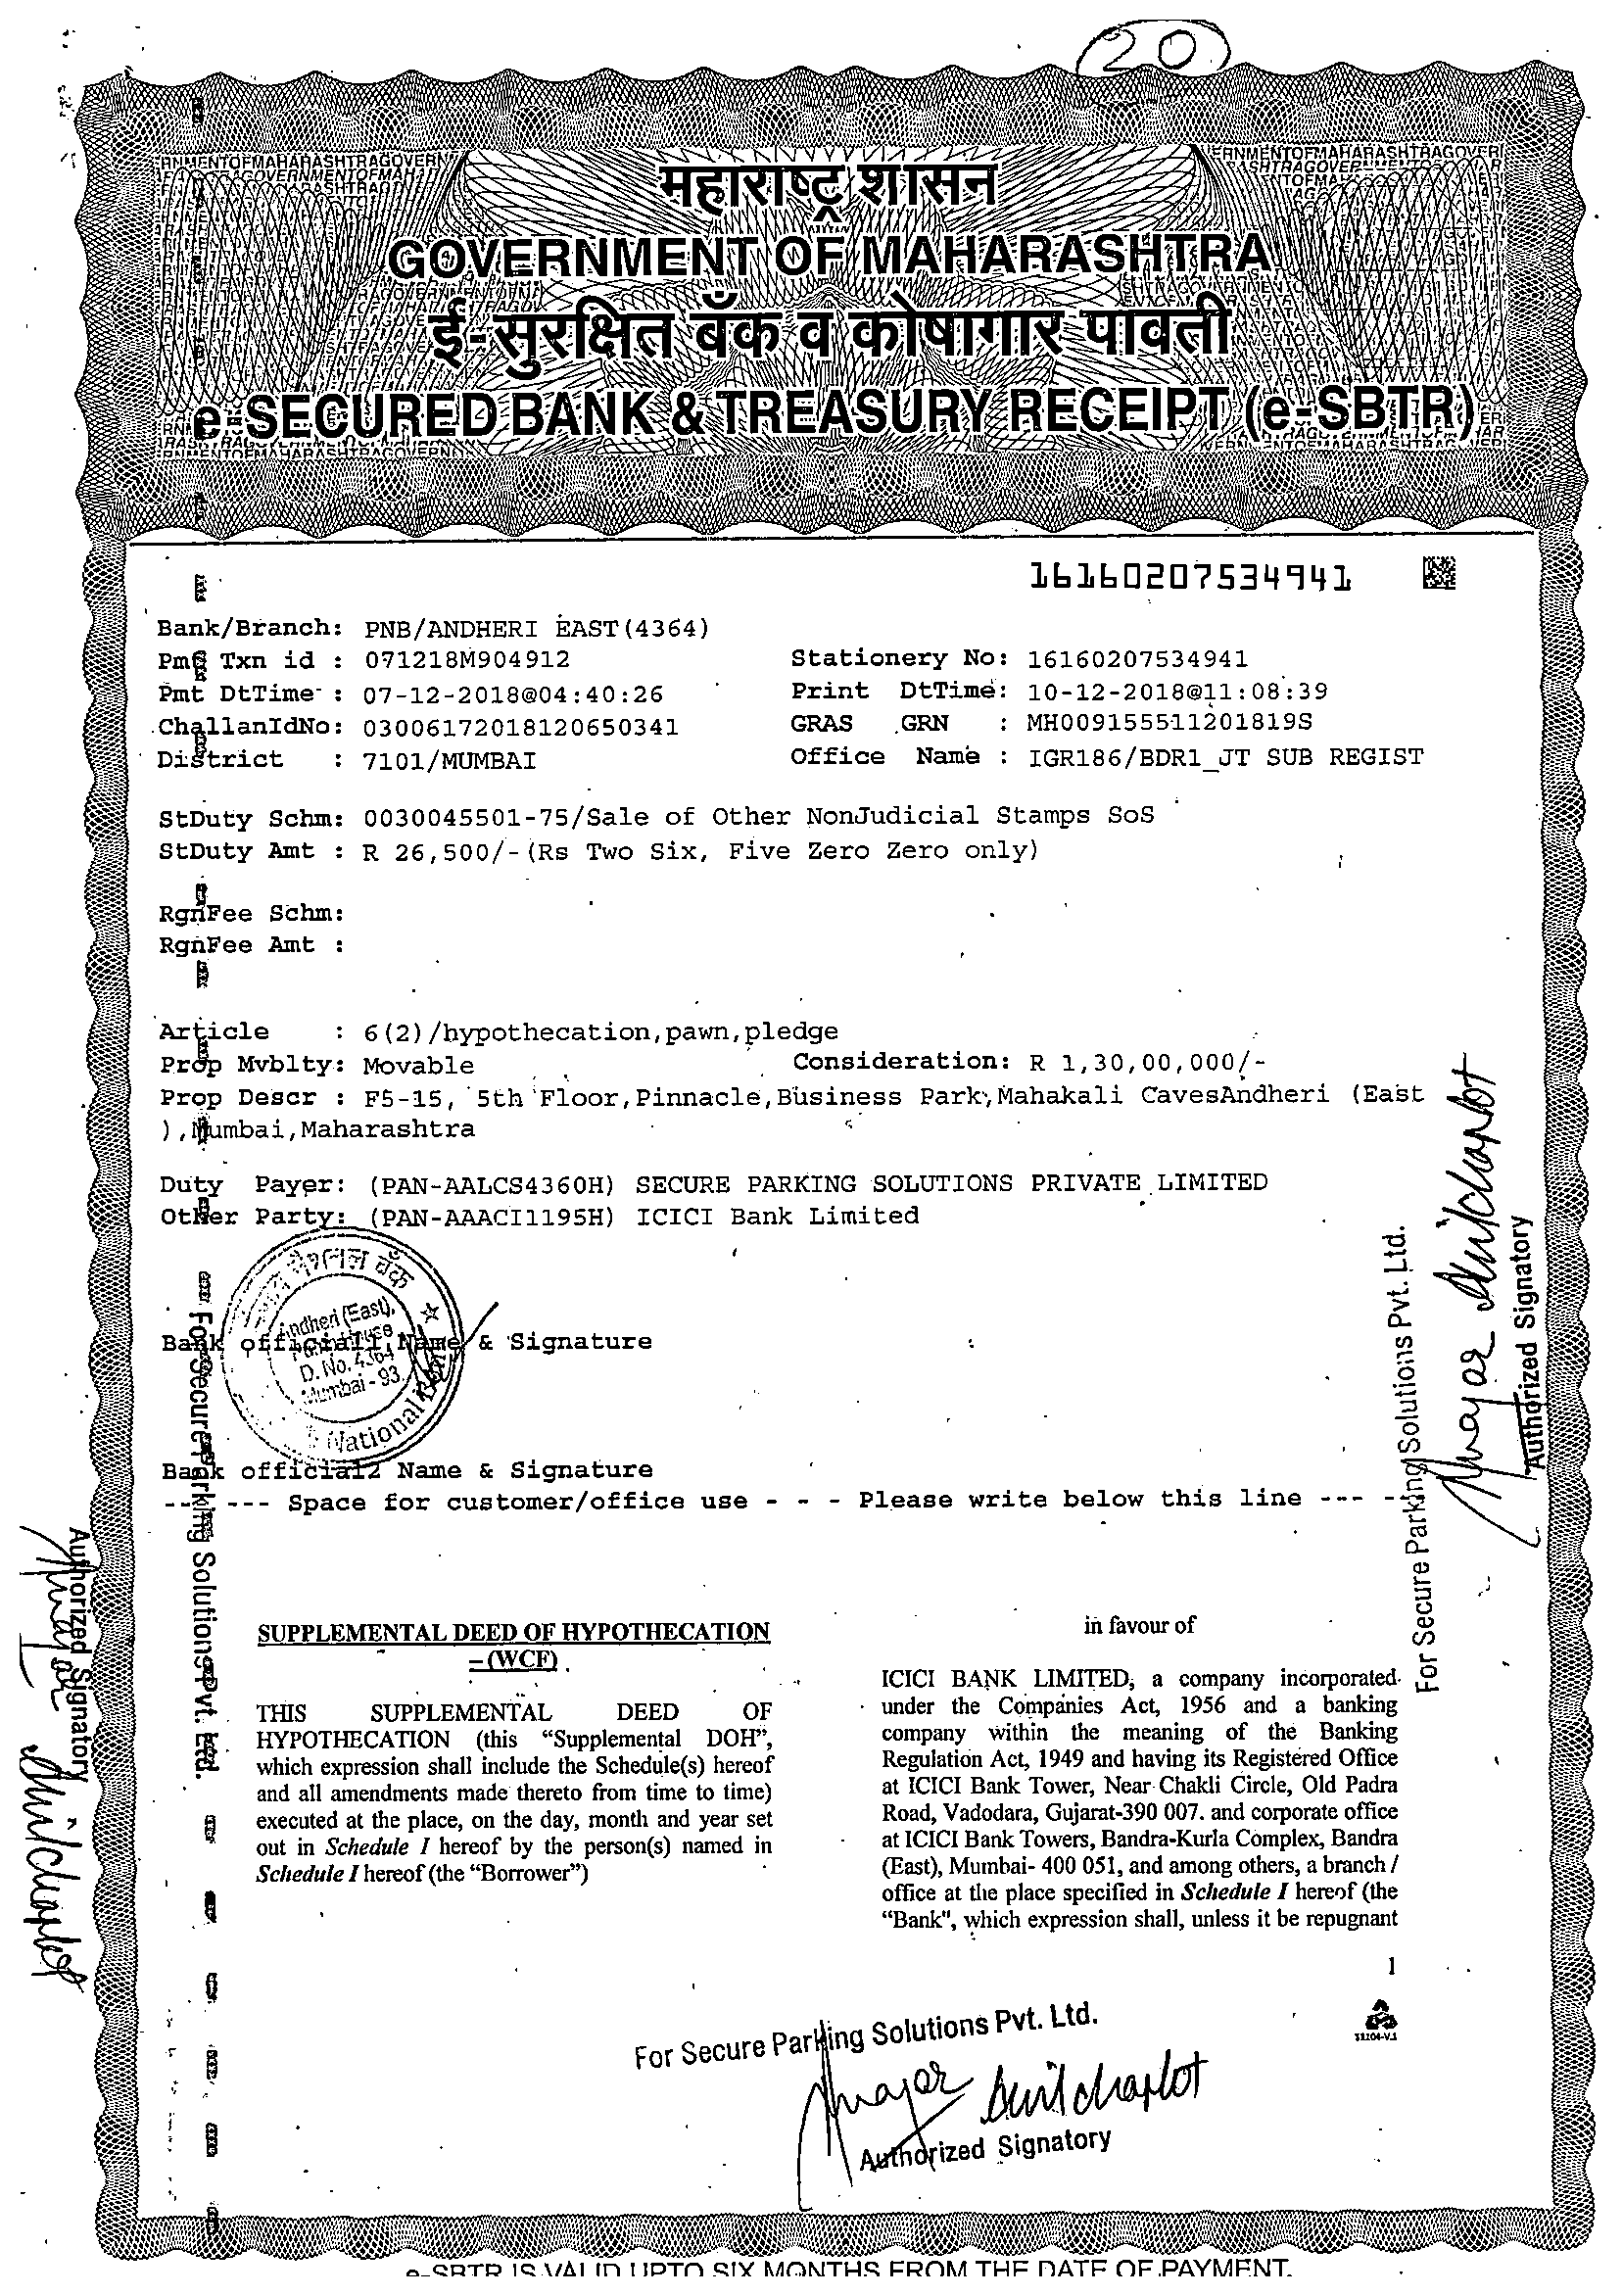 20
महाराष्ट्र शासन
GOVERNMENT OF MAHARASHTRA
ई-सुरक्षित बँक व कोषागार पावती
e-SECURED BANK & TREASURY RECEIPT (e-SBTR)
16160207534941
Bank/Branch: PNB/ANDHERI EAST(4364)
Pmt Txn id : 071218M904912 Stationery No: 16160207534941
Pmt DtTime : 07-12-2018@04:40:26 Print DtTime: 10-12-2018@11:08:39
ChallanIdNo: 03006172018120650341 GRAS GRN : MH009155511201819S
District : 7101/MUMBAI Office Name : IGR186/BDR1_JT SUB REGIST
StDuty Schm: 0030045501-75/Sale of Other NonJudicial Stamps SoS
StDuty Amt : R 26,500/-(Rs Two Six, Five Zero Zero only)
RgnFee Schm:
RgnFee Amt :
Article : 6(2)/hypothecation,pawn,pledge
Prop Mvblty: Movable Consideration: R 1,30,00,000/-
Prop Descr : F5-15, 5th Floor,Pinnacle,Business Park,Mahakali CavesAndheri (East
),Mumbai,Maharashtra
Duty Payer: (PAN-AALCS4360H) SECURE PARKING SOLUTIONS PRIVATE LIMITED
Other Party: (PAN-AAACI1195H) ICICI Bank Limited
नॅशनल बँक
Andheri (East),
D. No. 4364
Mumbai - 93
National Bank
Bank official1 Name & Signature
Bank official2 Name & Signature
--- --- Space for customer/office use - - - Please write below this line --- --
For Secure Parking Solutions Pvt. Ltd.
Authorized Signatory
For Secure Parking Solutions Pvt. Ltd.
Authorized Signatory
SUPPLEMENTAL DEED OF HYPOTHECATION
– (WCF)
THIS SUPPLEMENTAL DEED OF
HYPOTHECATION (this “Supplemental DOH”,
which expression shall include the Schedule(s) hereof
and all amendments made thereto from time to time)
executed at the place, on the day, month and year set
out in Schedule I hereof by the person(s) named in
Schedule I hereof (the “Borrower”)
in favour of
ICICI BANK LIMITED, a company incorporated
under the Companies Act, 1956 and a banking
company within the meaning of the Banking
Regulation Act, 1949 and having its Registered Office
at ICICI Bank Tower, Near Chakli Circle, Old Padra
Road, Vadodara, Gujarat-390 007. and corporate office
at ICICI Bank Towers, Bandra-Kurla Complex, Bandra
(East), Mumbai- 400 051, and among others, a branch /
office at the place specified in Schedule I hereof (the
“Bank", which expression shall, unless it be repugnant
1
For Secure Parking Solutions Pvt. Ltd.
Authorized Signatory
e-SBTR IS VALID UPTO SIX MONTHS FROM THE DATE OF PAYMENT.